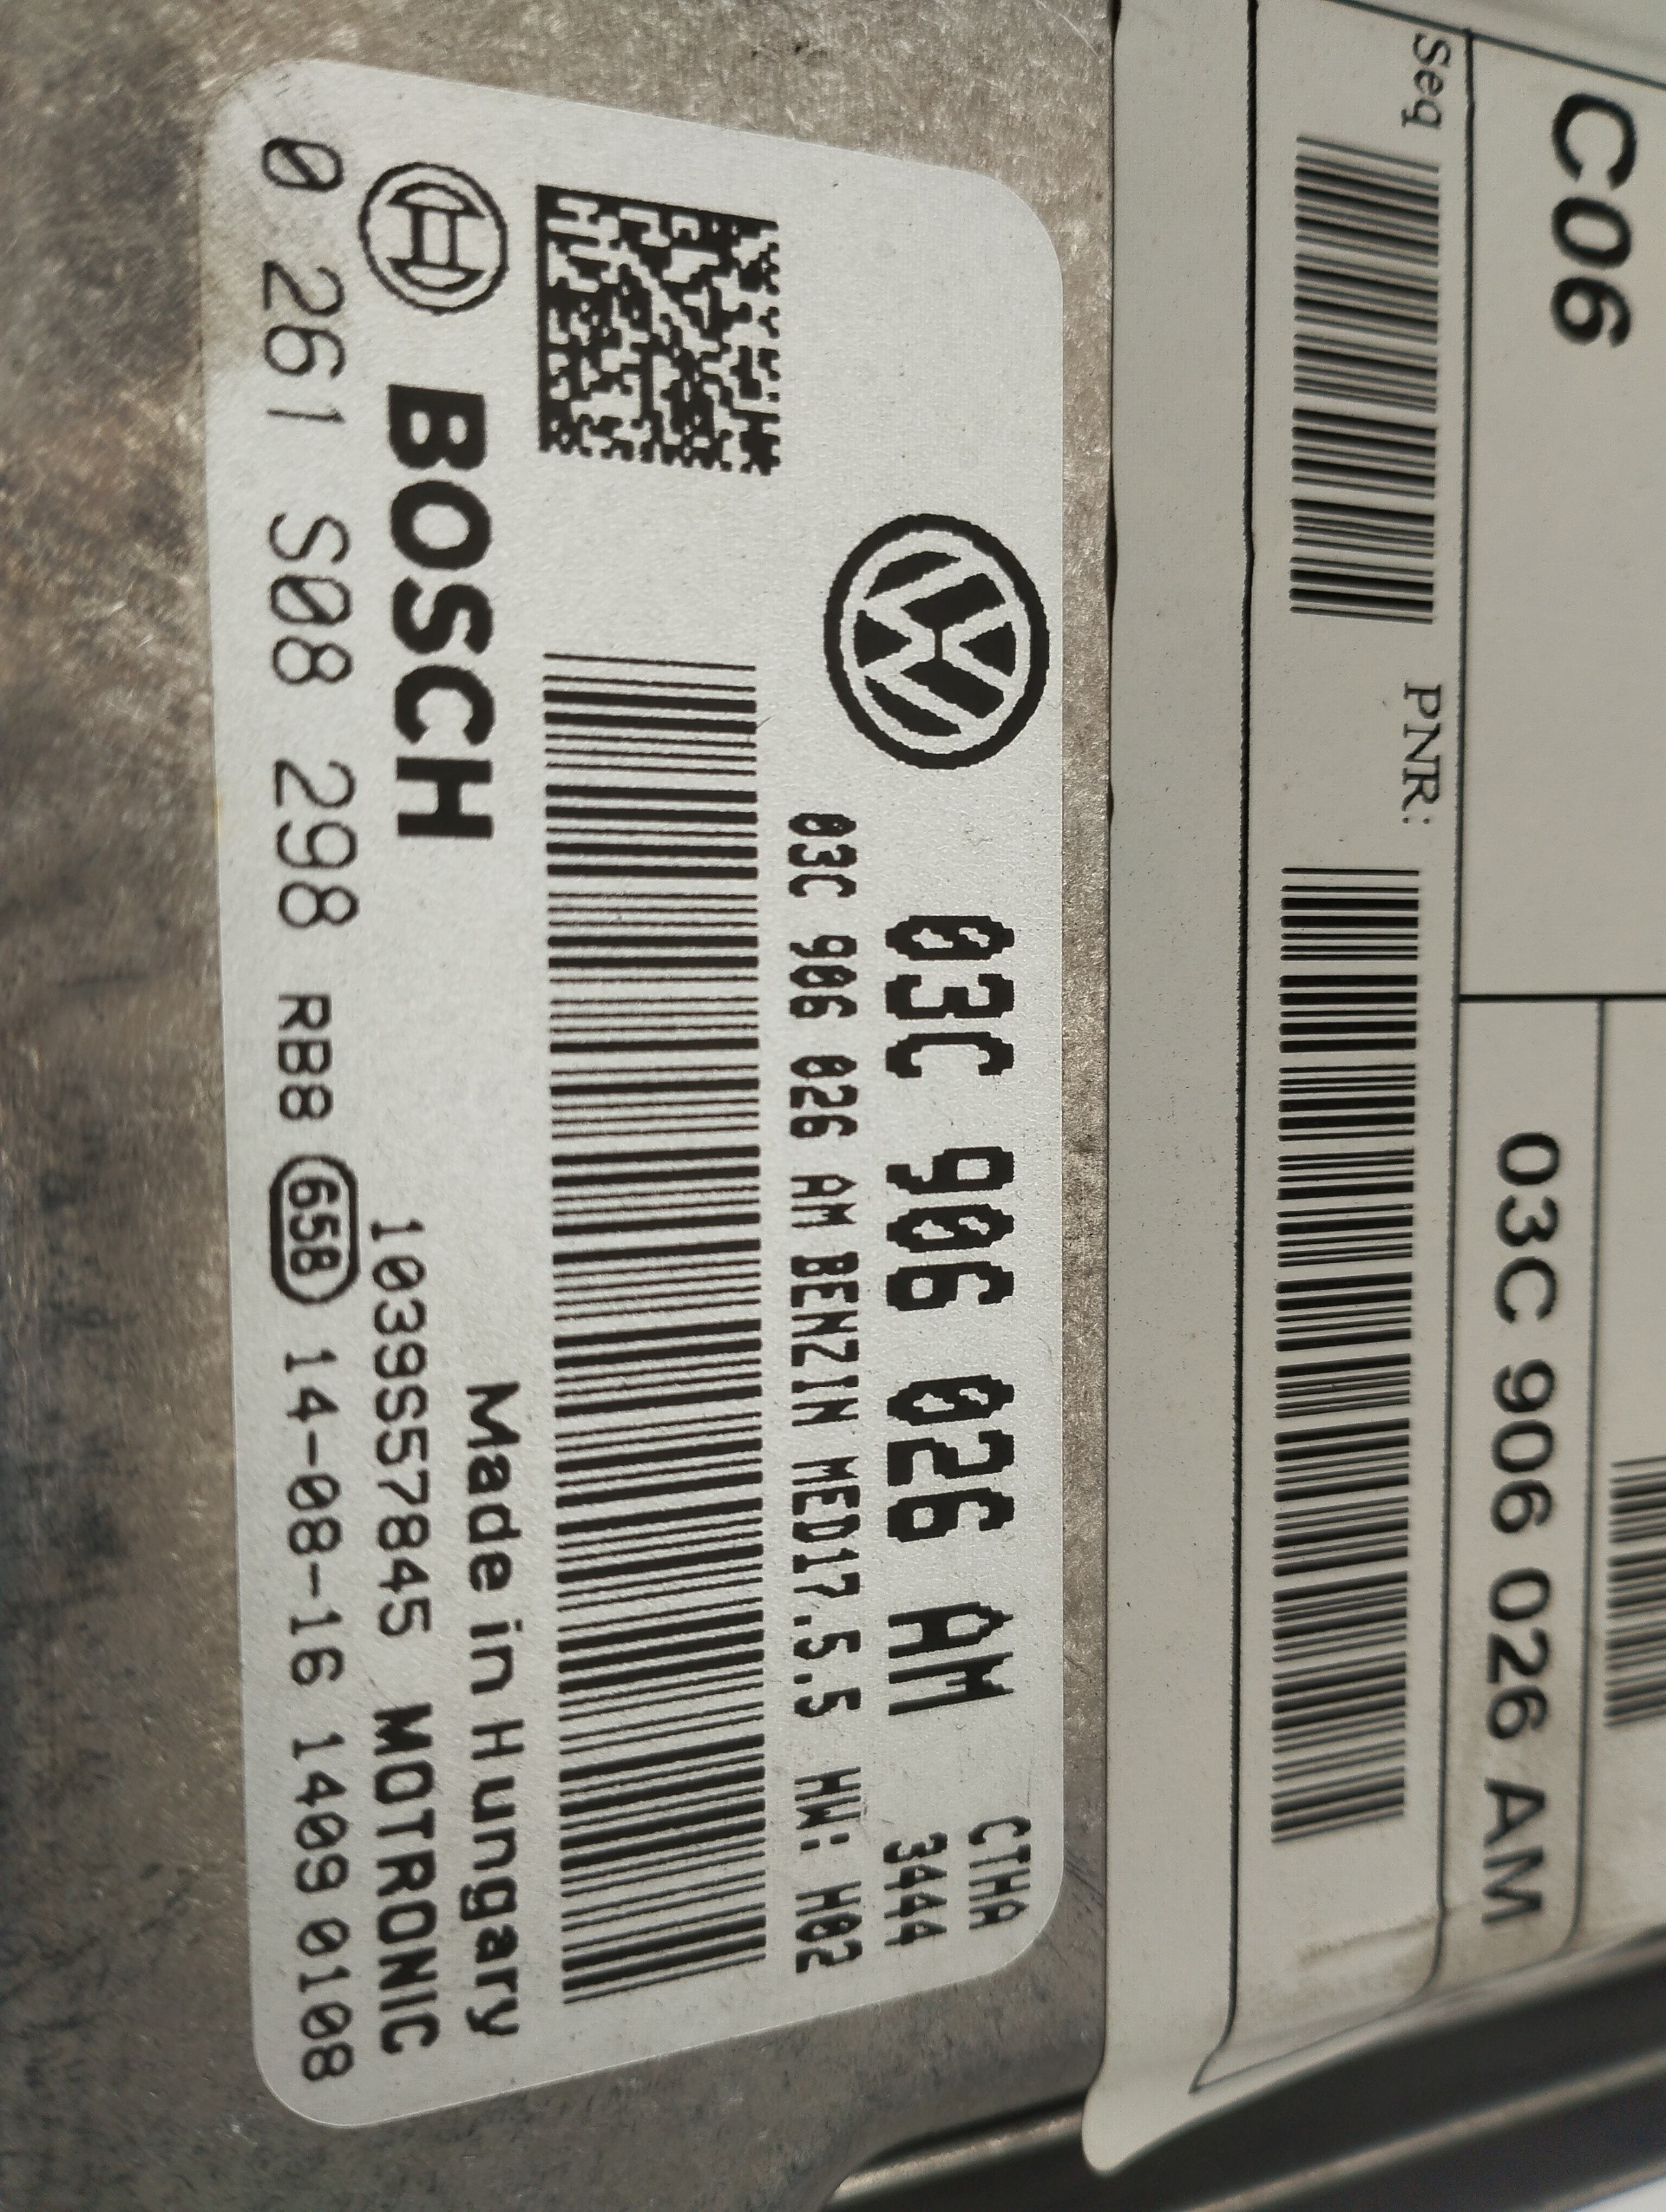 C06
03C 906 026 AM
Seq
PNR:
03C 906 026 AM
CTHA
3444
03C 906 026 AM BENZIN MED17.5.5 HW: H02
Made in Hungary
BOSCH
1039S57845 MOTRONIC
0 261 S08 298 RBB 65B 14-08-16 1409 0108